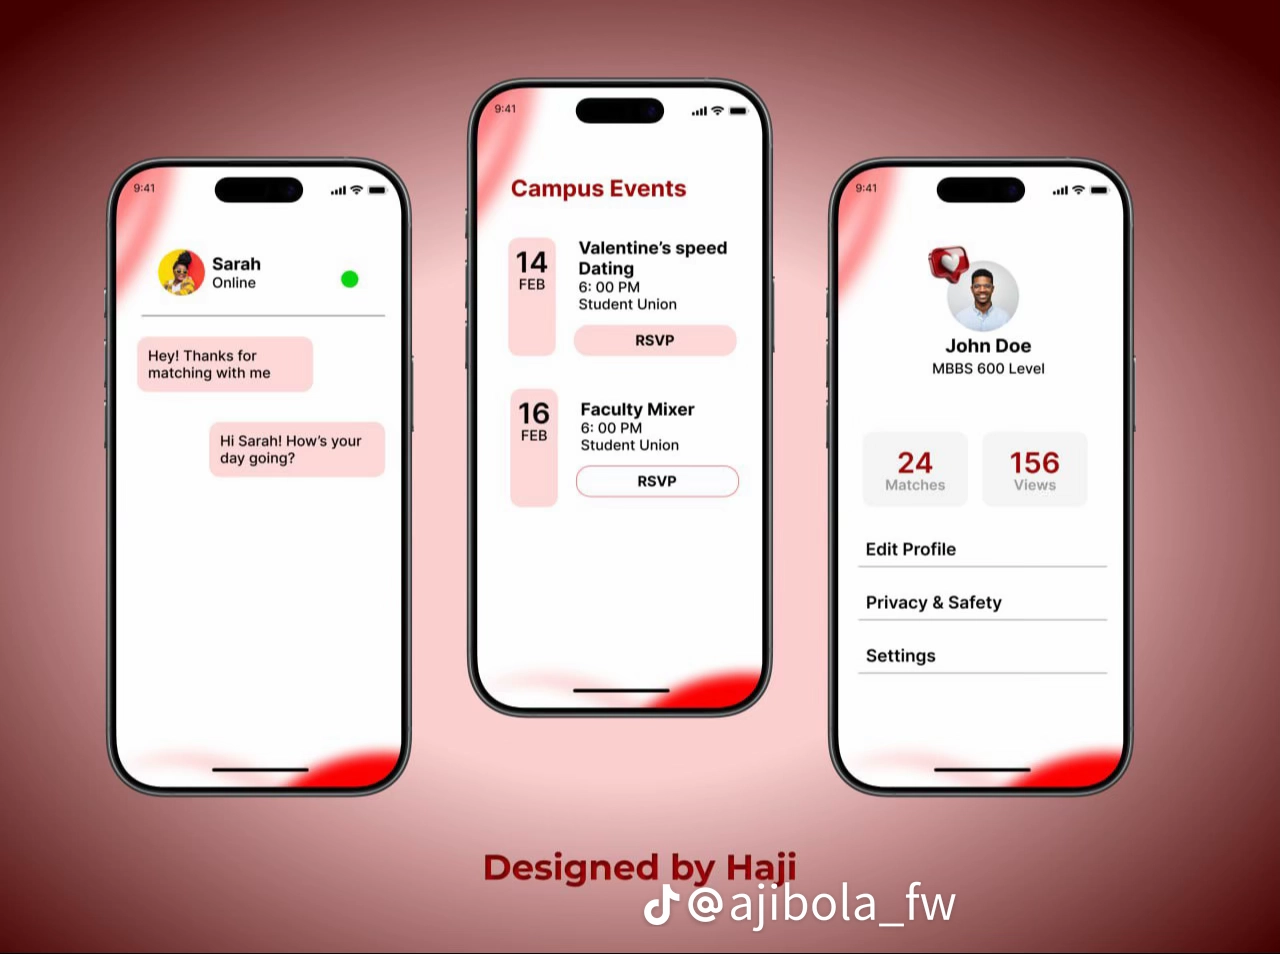 9:41
Sarah
Online
Hey! Thanks for
matching with me
Hi Sarah! How's your
day going?
9:41
Campus Events
14
FEB
Valentine's speed
Dating
6: 00 PM
Student Union
RSVP
16
FEB
Faculty Mixer
6: 00 PM
Student Union
RSVP
9:41
John Doe
MBBS 600 Level
24
Matches
156
Views
Edit Profile
Privacy & Safety
Settings
Designed by Haji
@ajibola_fw